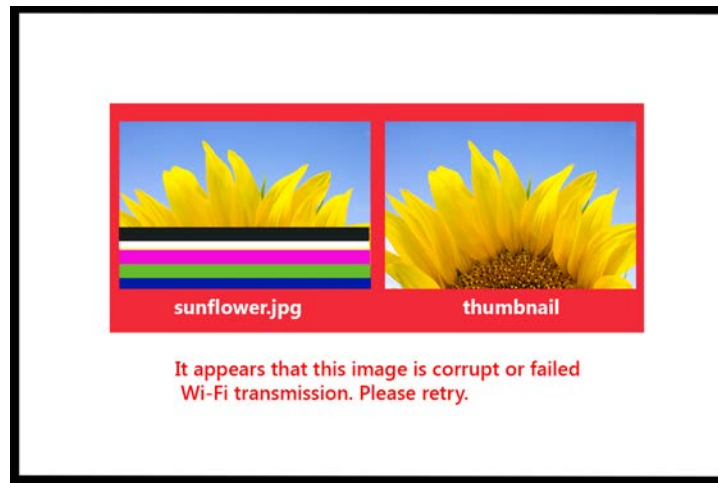 sunflower.jpg
thumbnail
It appears that this image is corrupt or failed
Wi-Fi transmission. Please retry.